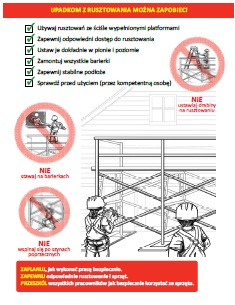 UPADKOM Z RUSZTOWANIA MOŻNA ZAPOBIEC!
Używaj rusztowań ze ściśle wypełnionymi platformami
Zapewnij odpowiedni dostęp do rusztowania
Ustaw je dokładnie w pionie i poziomie
Zamontuj wszystkie barierki
Zapewnij stabilne podłoże
Sprawdź przed użyciem (przez kompetentną osobę)
NIE
ustawiaj drabiny
na rusztowaniu
NIE
stawaj na barierkach
NIE
wspinaj się po szynach
poprzecznych
ZAPLANUJ, jak wykonać pracę bezpiecznie.
ZAPEWNIJ odpowiednie rusztowanie i sprzęt.
PRZESZKÓL wszystkich pracowników jak bezpiecznie korzystać ze sprzętu.